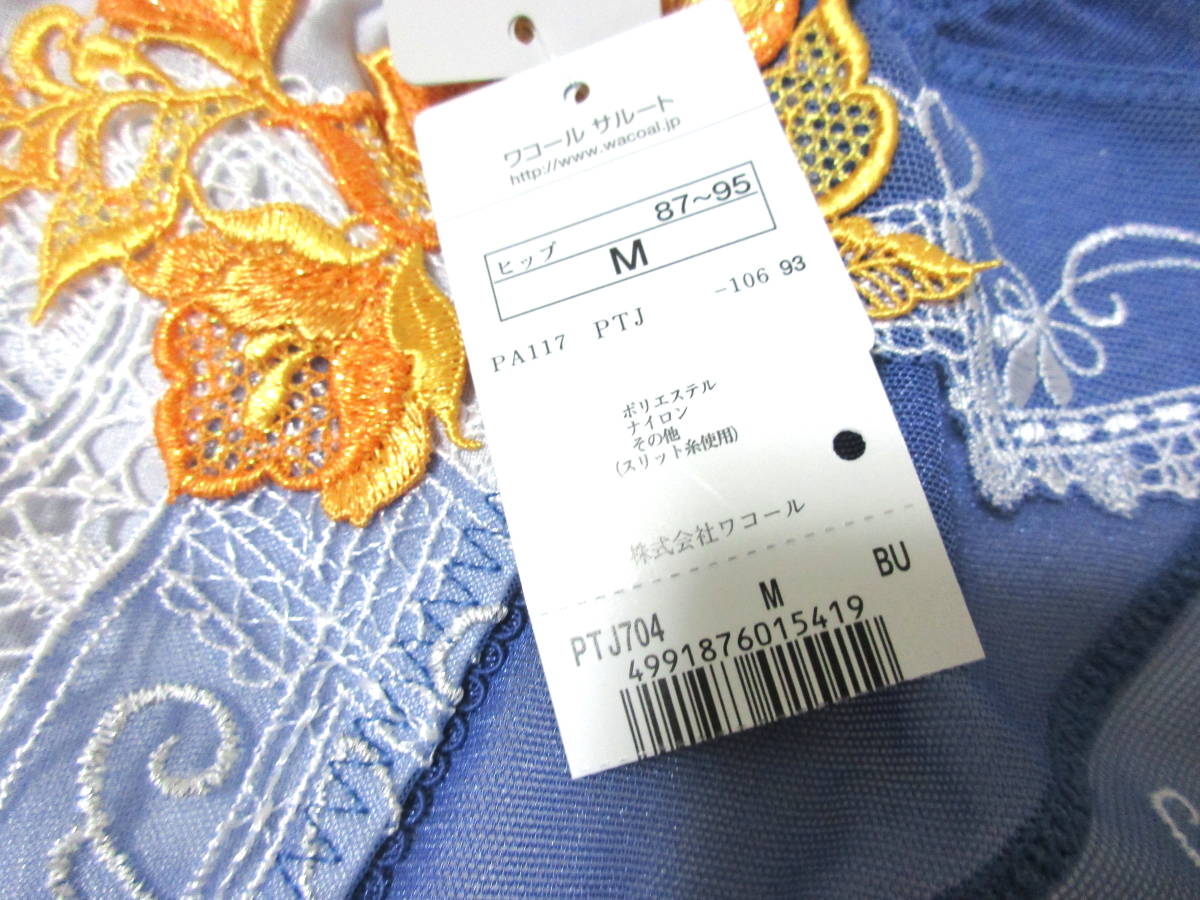 ワコール サルート
http://www.wacoal.jp
ヒップ 87~95
M
PA117 PTJ -106 93
ポリエステル
ナイロン
その他
(スリット糸使用)
株式会社ワコール
PTJ704 M BU
4991876015419